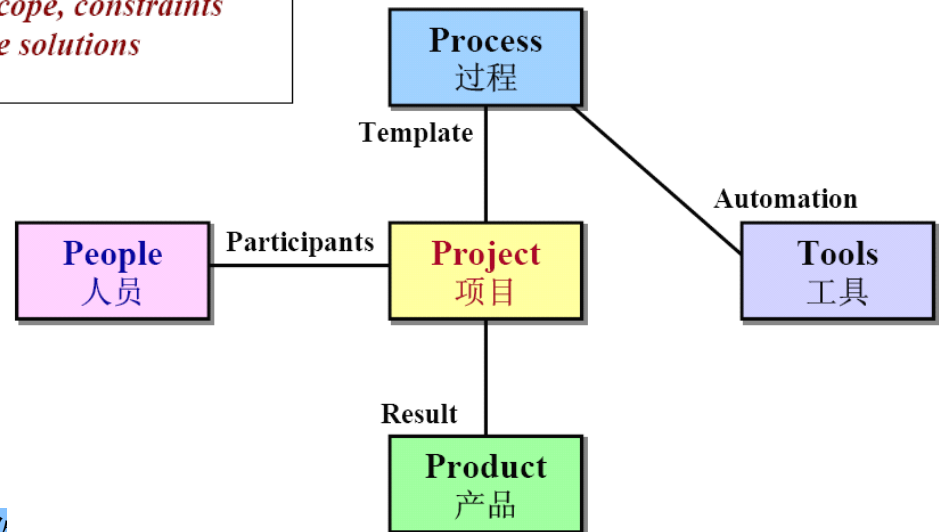 cope, constraints
e solutions
Process
过程
Template
Automation
People
人员
Participants
Project
项目
Tools
工具
Result
Product
产品